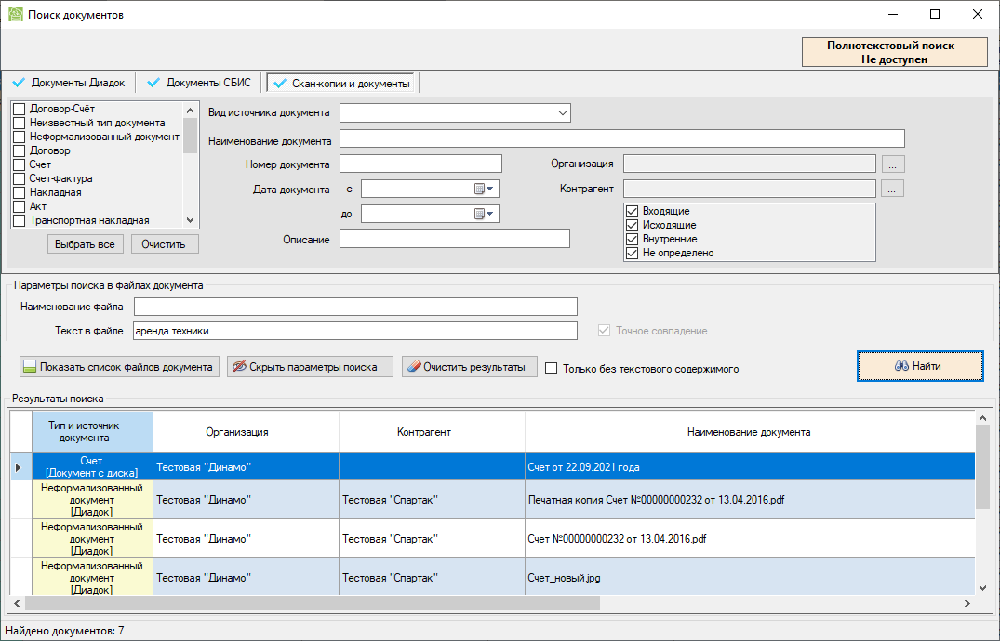 Поиск документов
Полнотекстовый поиск -
Не доступен
Документы Диадок
Документы СБИС
Скан-копии и документы
Договор-Счёт
Неизвестный тип документа
Неформализованный документ
Договор
Счет
Счет-фактура
Накладная
Акт
Транспортная накладная
Выбрать все
Очистить
Вид источника документа
Наименование документа
Номер документа
Организация
...
Дата документа
с
Контрагент
...
до
Описание
Входящие
Исходящие
Внутренние
Не определено
Параметры поиска в файлах документа
Наименование файла
Текст в файле
аренда техники
Точное совпадение
Показать список файлов документа
Скрыть параметры поиска
Очистить результаты
Только без текстового содержимого
Найти
Результаты поиска
Тип и источник
документа
Организация
Контрагент
Наименование документа
Счет
[Документ с диска]
Тестовая "Динамо"
Счет от 22.09.2021 года
Неформализованный
документ
[Диадок]
Тестовая "Динамо"
Тестовая "Спартак"
Печатная копия Счет №00000000232 от 13.04.2016.pdf
Неформализованный
документ
[Диадок]
Тестовая "Динамо"
Тестовая "Спартак"
Счет №00000000232 от 13.04.2016.pdf
Неформализованный
документ
[Диадок]
Тестовая "Динамо"
Тестовая "Спартак"
Счет_новый.jpg
Найдено документов: 7